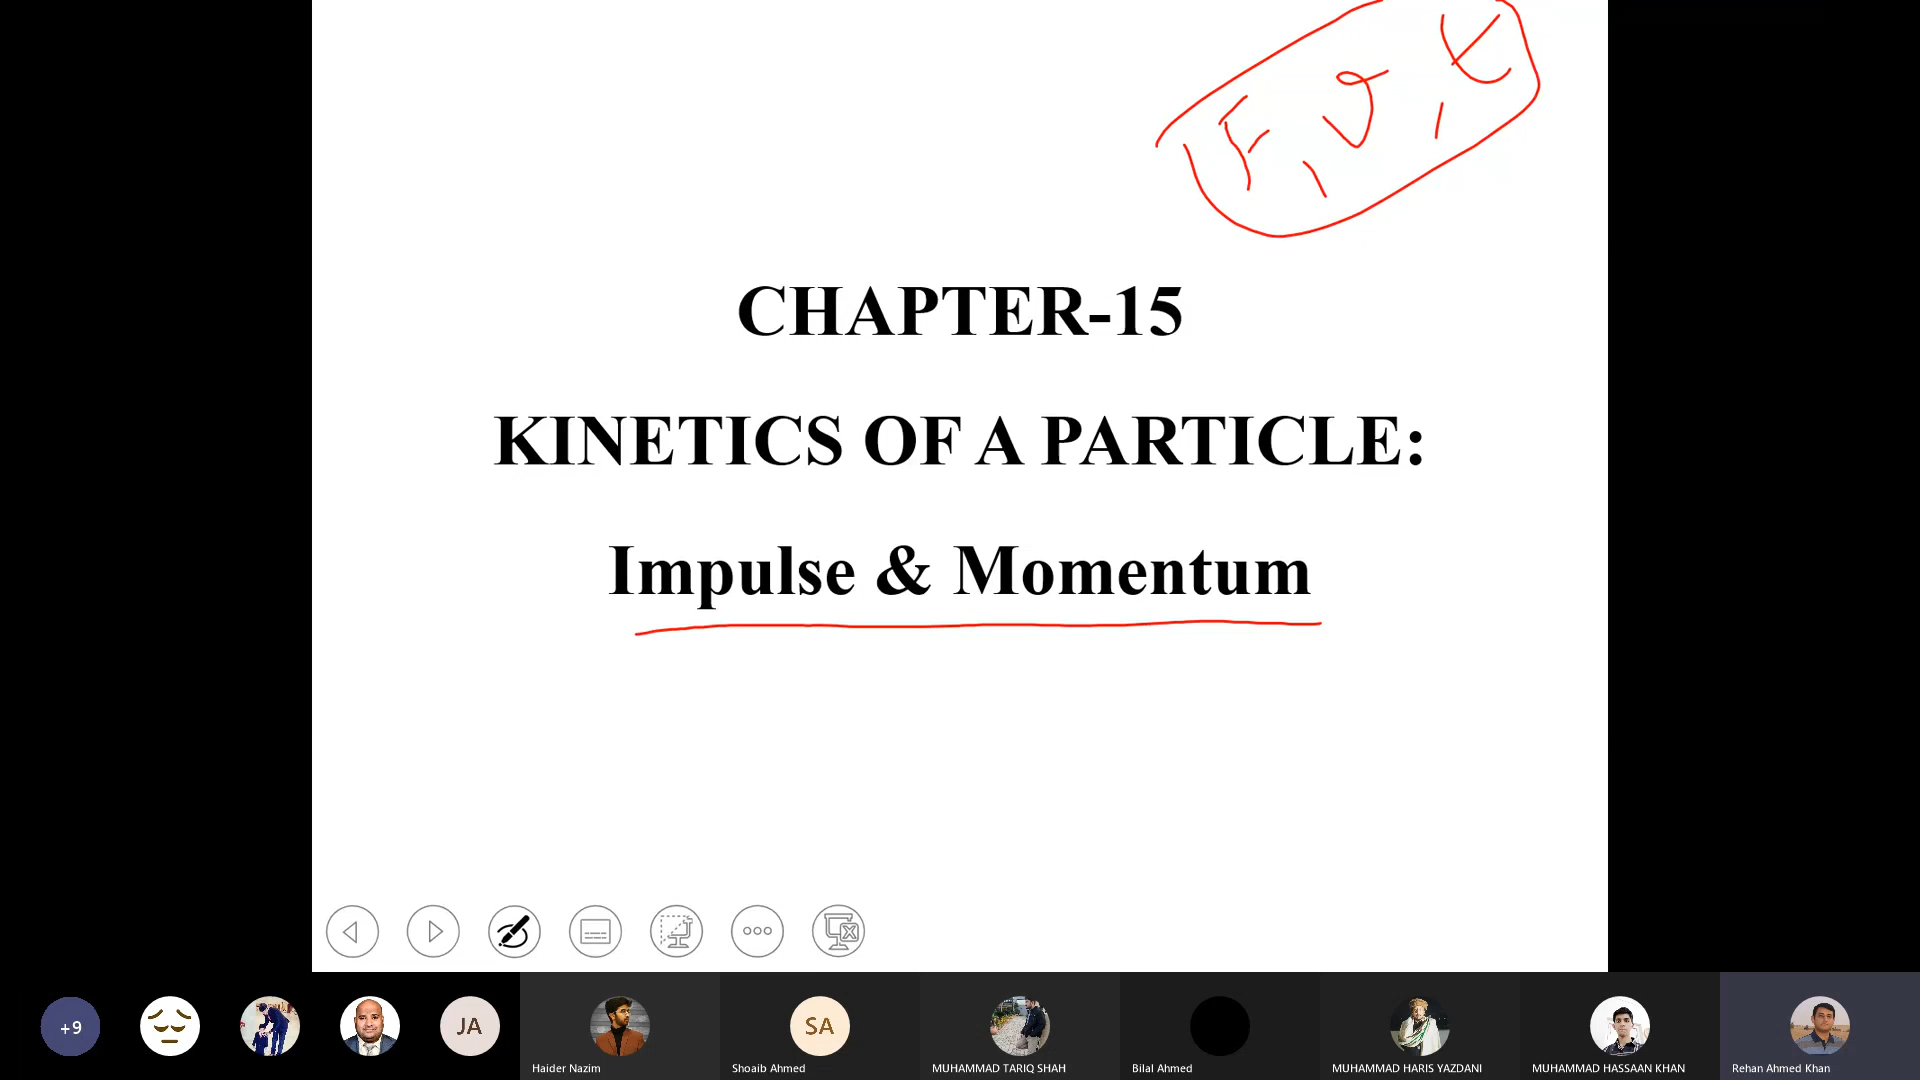 F, v, t
CHAPTER-15
KINETICS OF A PARTICLE:
Impulse & Momentum
+9
JA
SA
Haider Nazim
Shoaib Ahmed
MUHAMMAD TARIQ SHAH
Bilal Ahmed
MUHAMMAD HARIS YAZDANI
MUHAMMAD HASSAAN KHAN
Rehan Ahmed Khan